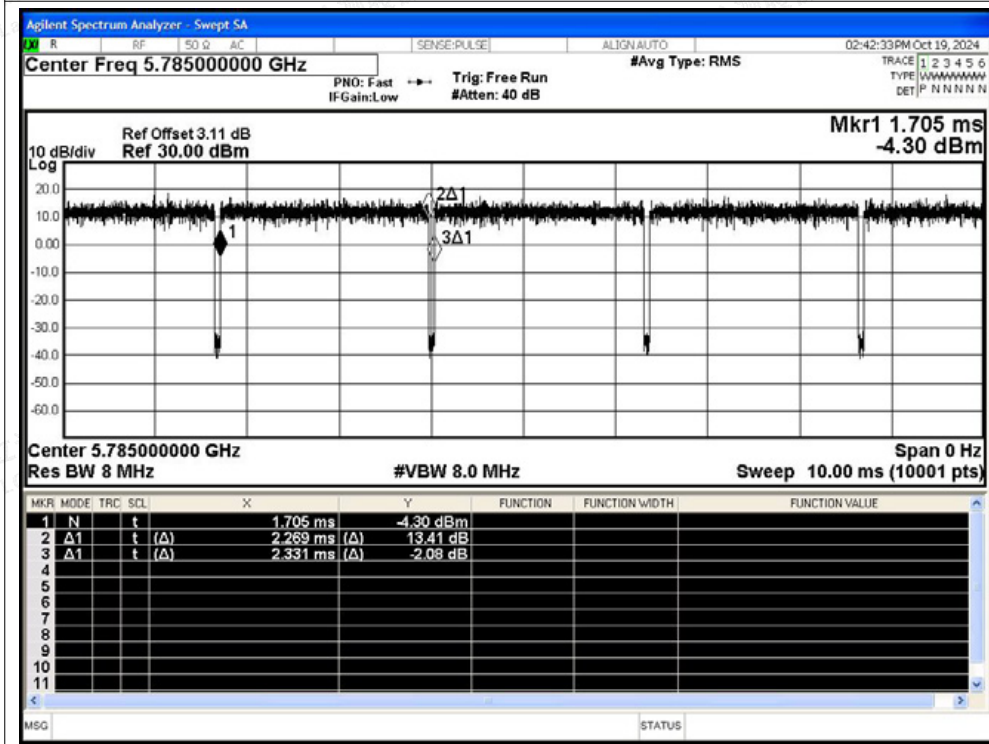 Agilent Spectrum Analyzer - Swept SA
R RF 50 Ω AC SENSE:PULSE ALIGN AUTO 02:42:33 PM Oct 19, 2024
Center Freq 5.785000000 GHz #Avg Type: RMS TRACE 1 2 3 4 5 6
PNO: Fast Trig: Free Run TYPE WWWWWW
IFGain:Low #Atten: 40 dB DET P N N N N N
Mkr1 1.705 ms
Ref Offset 3.11 dB
10 dB/div Ref 30.00 dBm -4.30 dBm
Log
20.0
2Δ1
10.0
1
3Δ1
0.00
-10.0
-20.0
-30.0
-40.0
-50.0
-60.0
Center 5.785000000 GHz Span 0 Hz
Res BW 8 MHz #VBW 8.0 MHz Sweep 10.00 ms (10001 pts)
MKR MODE TRC SCL X Y FUNCTION FUNCTION WIDTH FUNCTION VALUE
1 N t 1.705 ms -4.30 dBm
2 Δ1 t (Δ) 2.269 ms (Δ) 13.41 dB
3 Δ1 t (Δ) 2.331 ms (Δ) -2.08 dB
4
5
6
7
8
9
10
11
MSG STATUS